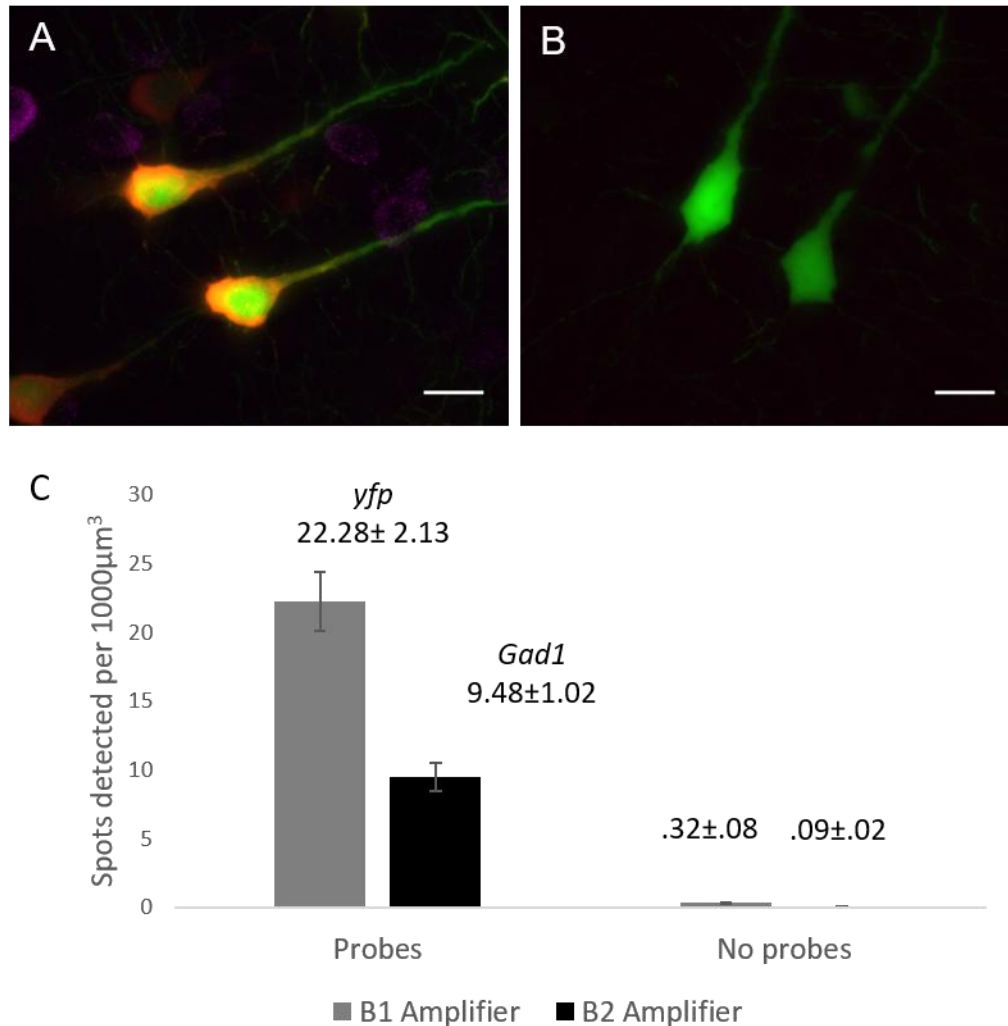 A
B
C
yfp
22.28± 2.13
Gad1
9.48±1.02
.32±.08
.09±.02
Spots detected per 1000µm³
30
25
20
15
10
5
0
Probes
No probes
B1 Amplifier
B2 Amplifier